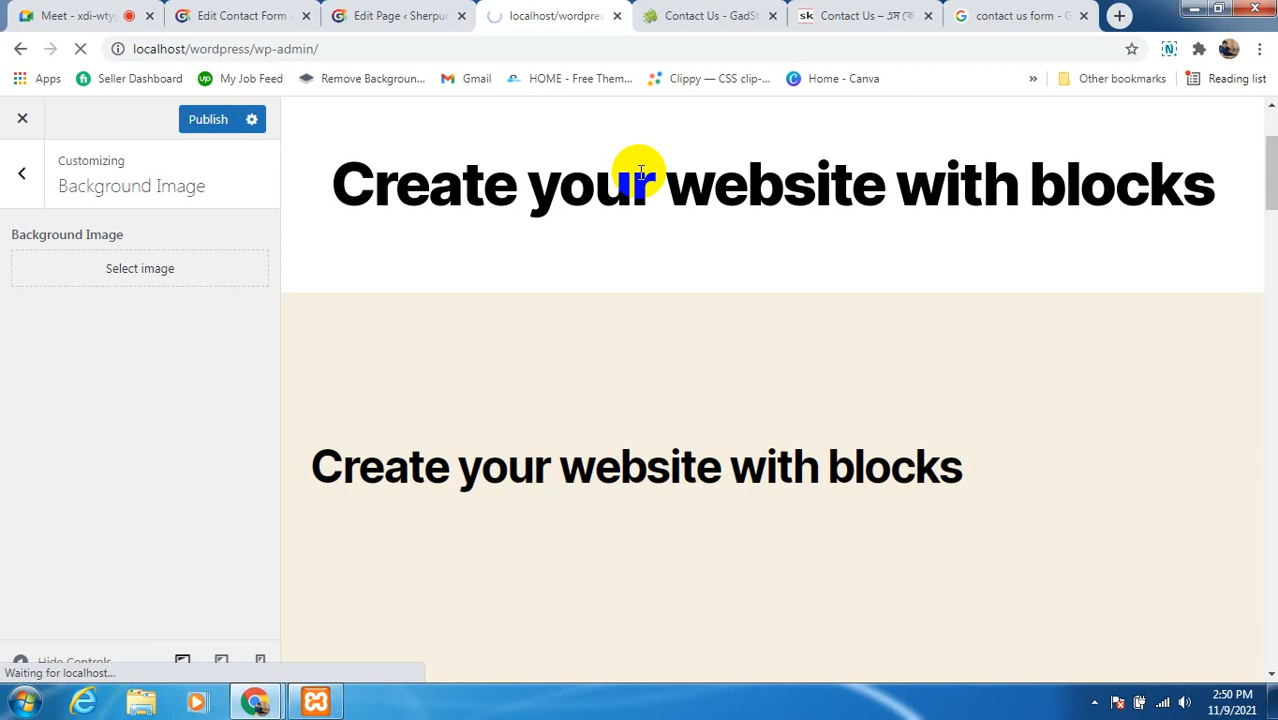 Meet - xdi-wty
Edit Contact Form
Edit Page ‹ Sherpur
localhost/wordpres
Contact Us - GadSt
Contact Us –
contact us form - G
localhost/wordpress/wp-admin/
Apps
Seller Dashboard
My Job Feed
Remove Backgroun...
Gmail
HOME - Free Them...
Clippy — CSS clip-...
Home - Canva
»
Other bookmarks
Reading list
Publish
Customizing
Background Image
Background Image
Select image
Create your website with blocks
Create your website with blocks
Hide Controls
Waiting for localhost...
2:50 PM
11/9/2021